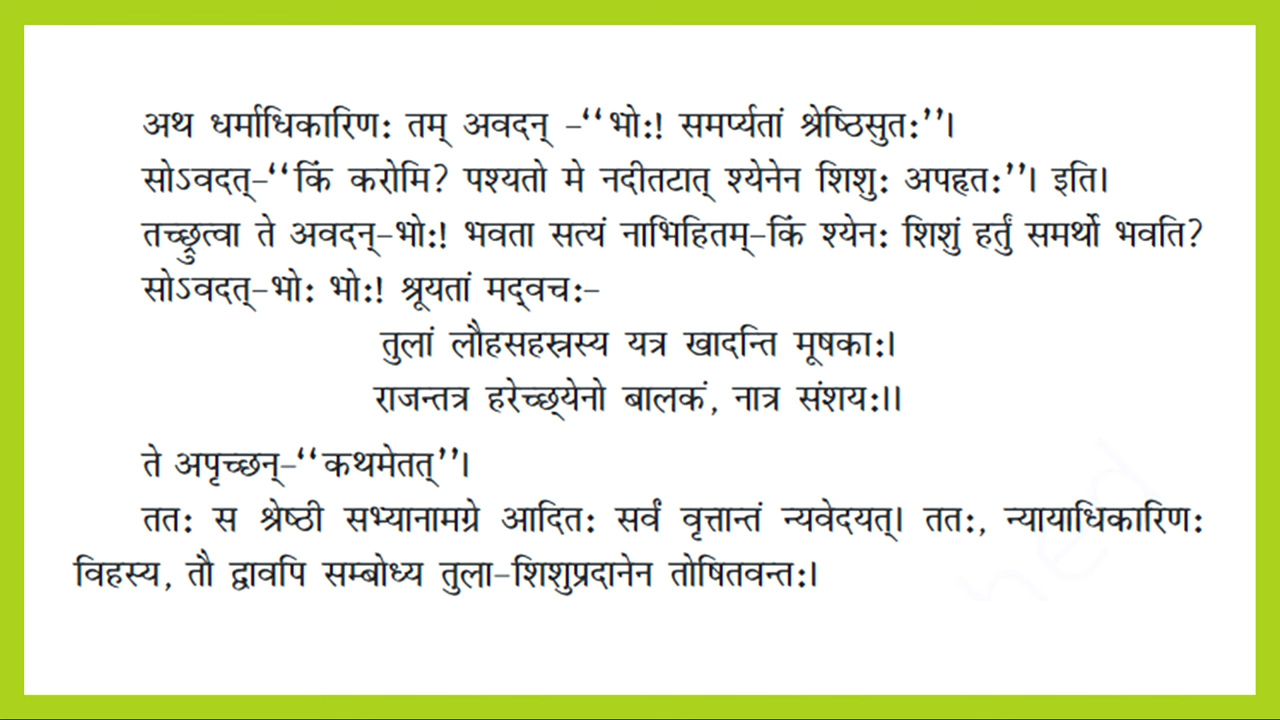 अथ धर्माधिकारिणः तम् अवदन् –“भोः! समर्प्यतां श्रेष्ठिसुतः”।
सोऽवदत्–“किं करोमि? पश्यतो मे नदीतटात् श्येनेन शिशुः अपहृतः”। इति।
तच्छ्रुत्वा ते अवदन्–भोः! भवता सत्यं नाभिहितम्–किं श्येनः शिशुं हर्तुं समर्थो भवति?
सोऽवदत्–भोः भोः! श्रूयतां मद्वचः–
तुलां लौहसहस्रस्य यत्र खादन्ति मूषकाः।
राजन्तत्र हरेच्छ्येनो बालकं, नात्र संशयः।।
ते अपृच्छन्–“कथमेतत्”।
ततः स श्रेष्ठी सभ्यानामग्रे आदितः सर्वं वृत्तान्तं न्यवेदयत्। ततः, न्यायाधिकारिणः
विहस्य, तौ द्वावपि सम्बोध्य तुला–शिशुप्रदानेन तोषितवन्तः।
hed